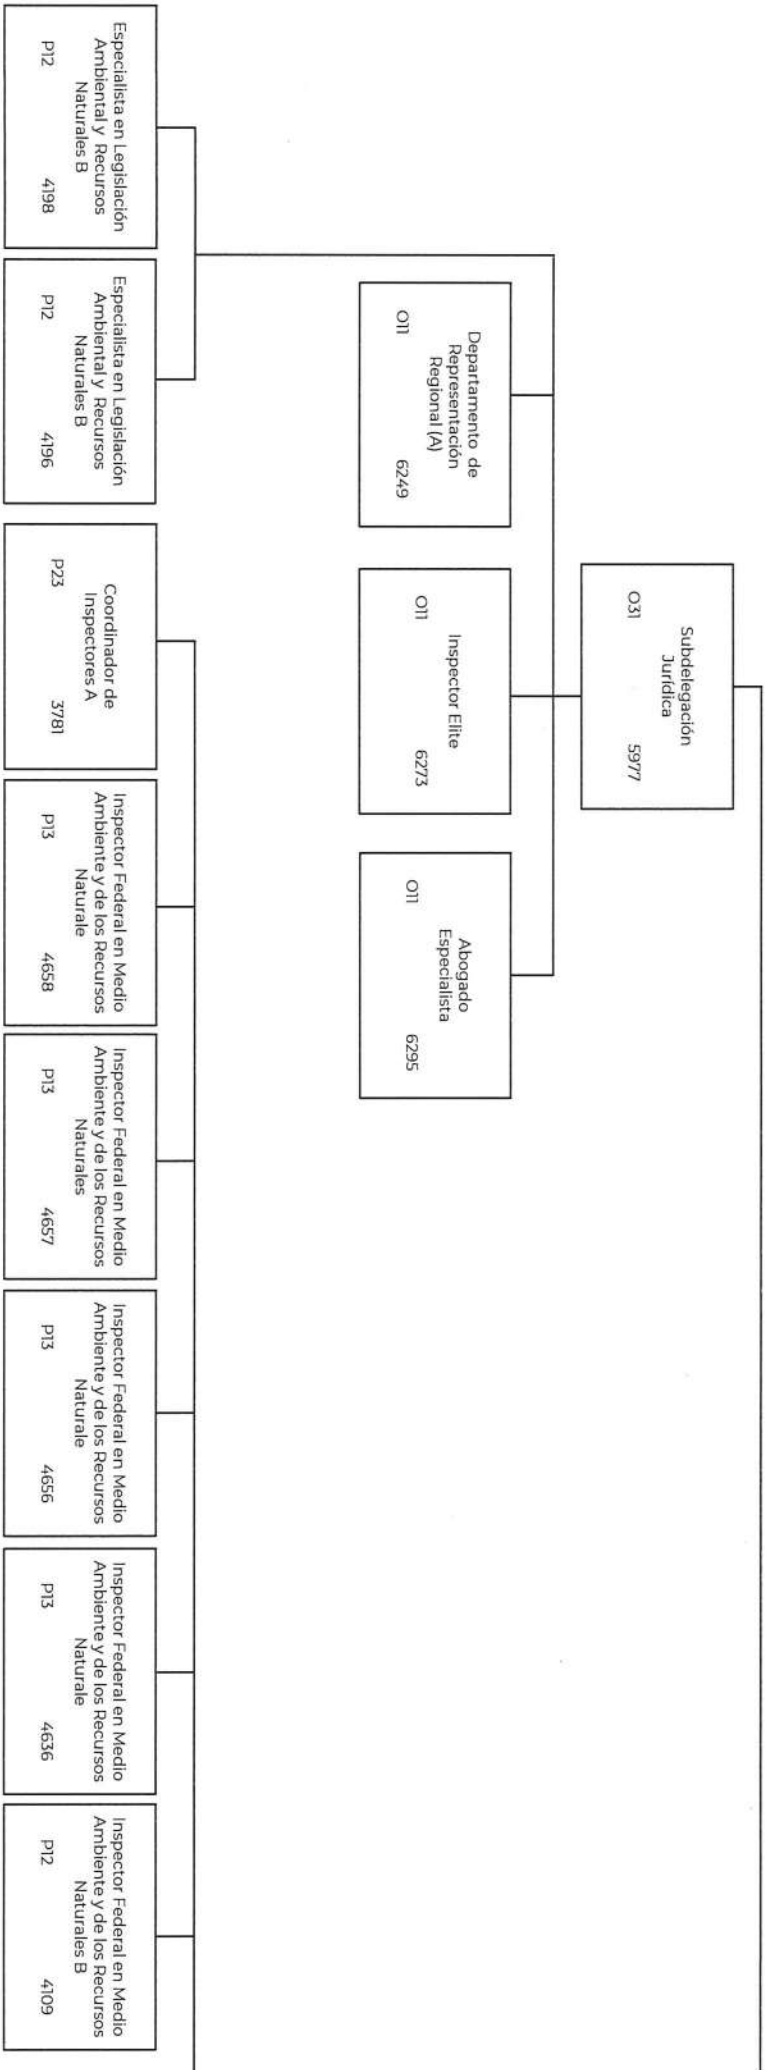 Subdelegación
Jurídica
O31 5977
Departamento de
Representación
Regional (A)
O11 6249
Inspector Elite
O11 6273
Abogado
Especialista
O11 6295
Especialista en Legislación
Ambiental y Recursos
Naturales B
P12 4198
Especialista en Legislación
Ambiental y Recursos
Naturales B
P12 4196
Coordinador de
Inspectores A
P23 3781
Inspector Federal en Medio
Ambiente y de los Recursos
Naturale
P13 4658
Inspector Federal en Medio
Ambiente y de los Recursos
Naturales
P13 4657
Inspector Federal en Medio
Ambiente y de los Recursos
Naturale
P13 4656
Inspector Federal en Medio
Ambiente y de los Recursos
Naturale
P13 4636
Inspector Federal en Medio
Ambiente y de los Recursos
Naturales B
P12 4109